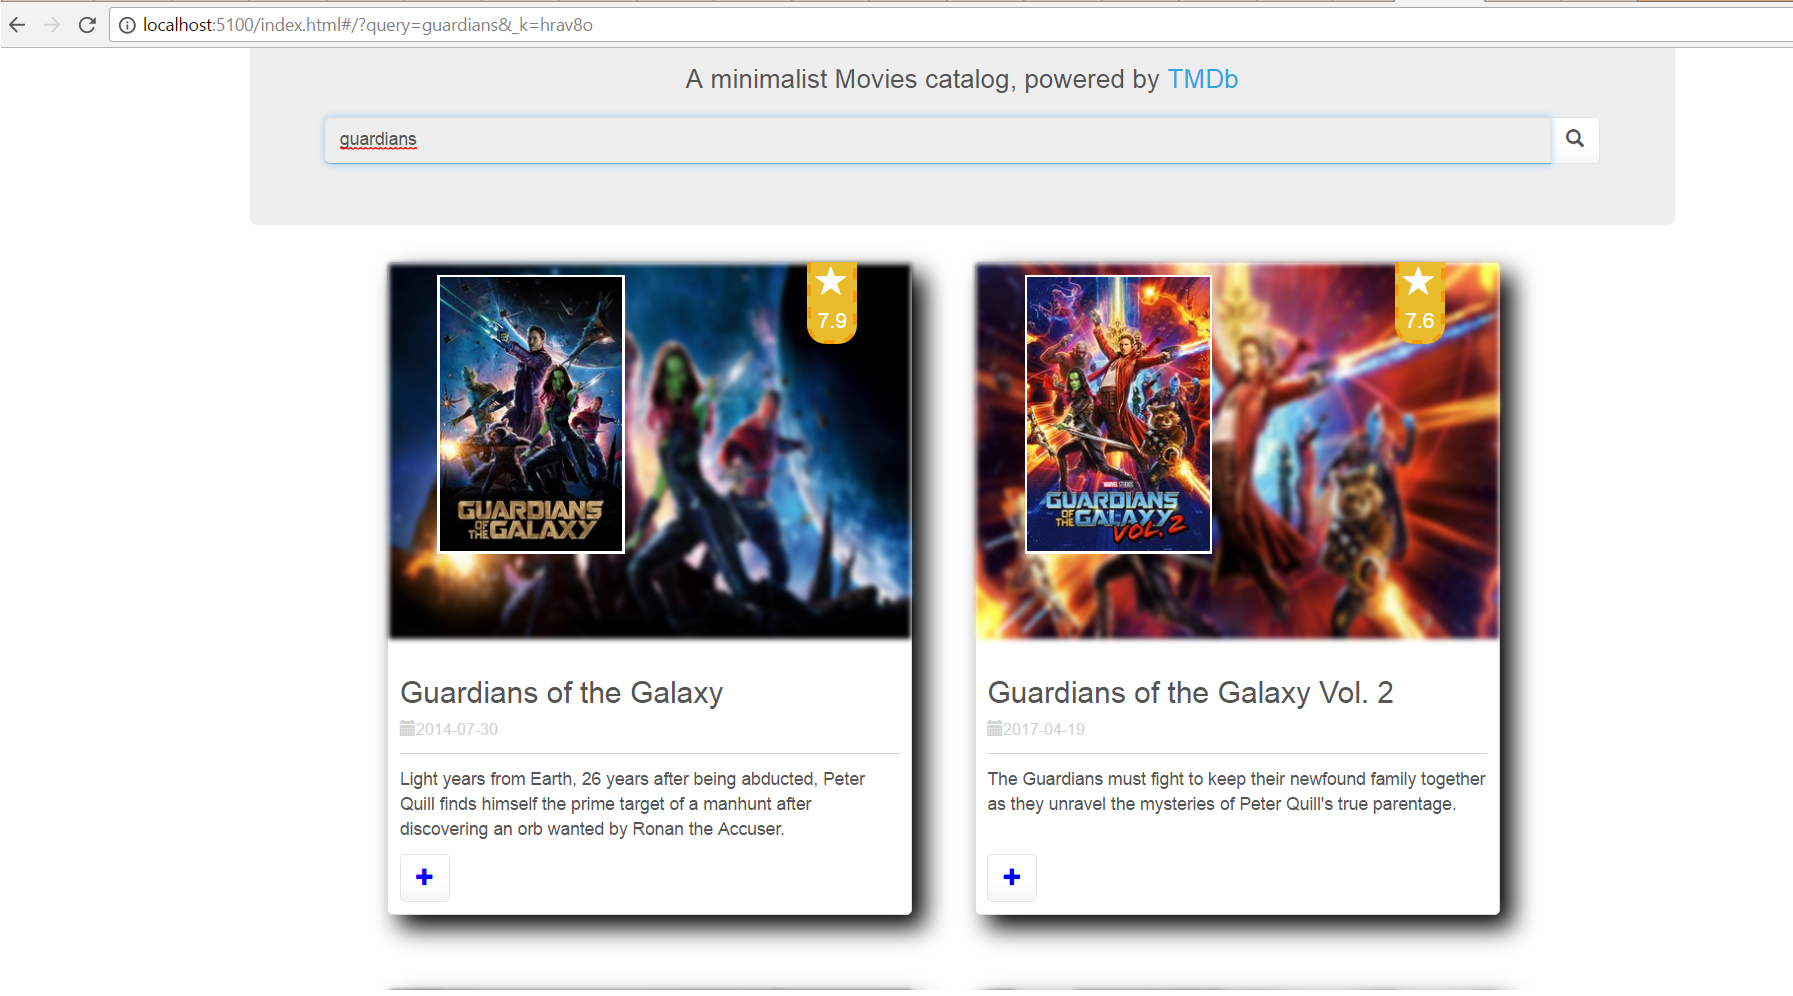 localhost:5100/index.html#/?query=guardians&_k=hrav8o
A minimalist Movies catalog, powered by TMDb
guardians
7.9
GUARDIANS
OF THE GALAXY
7.6
MARVEL STUDIOS
GUARDIANS
OF THE GALAXY
VOL. 2
Guardians of the Galaxy
2014-07-30
Light years from Earth, 26 years after being abducted, Peter
Quill finds himself the prime target of a manhunt after
discovering an orb wanted by Ronan the Accuser.
Guardians of the Galaxy Vol. 2
2017-04-19
The Guardians must fight to keep their newfound family together
as they unravel the mysteries of Peter Quill's true parentage.